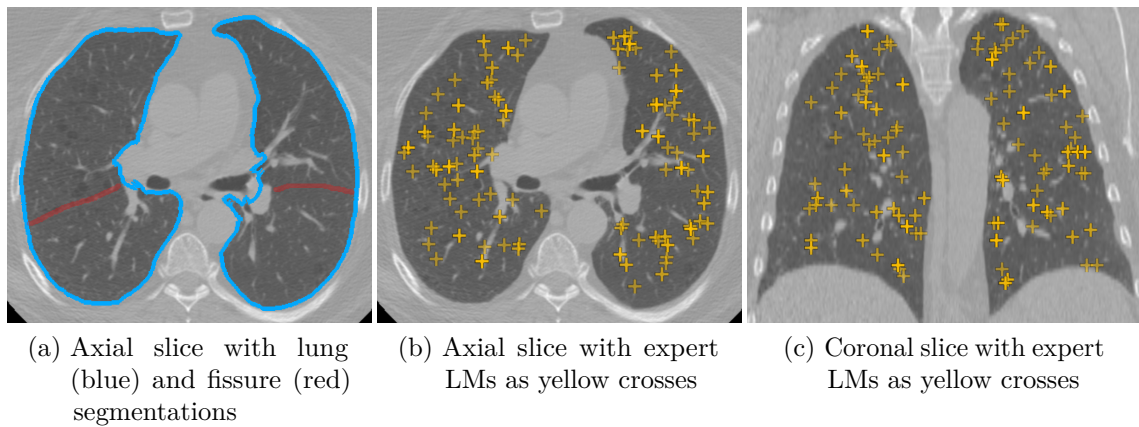 (a) Axial slice with lung
(blue) and fissure (red)
segmentations
(b) Axial slice with expert
LMs as yellow crosses
(c) Coronal slice with expert
LMs as yellow crosses